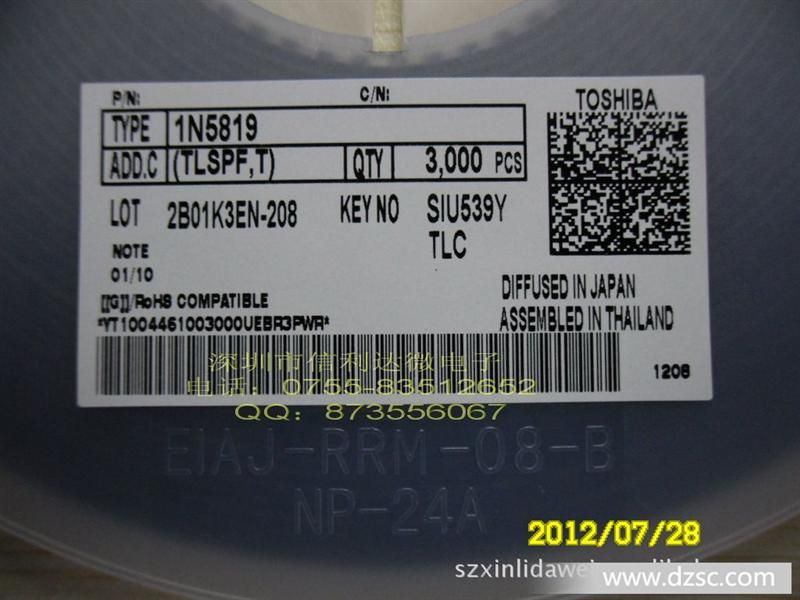 P/N: C/N: TOSHIBA
TYPE 1N5819
ADD.C (TLSPF,T) QTY 3,000 PCS
LOT 2B01K3EN-208 KEY NO SIU539Y
TLC
NOTE
01/10
DIFFUSED IN JAPAN
[[G]]/RoHS COMPATIBLE
ASSEMBLED IN THAILAND
*YT1004461003000UEBR3PWR*
深圳市信利达微电子
电话：0755-83512652
1208
QQ：873556067
EIAJ-RRM-08-B
NP-24A
2012/07/28
www.dzsc.com